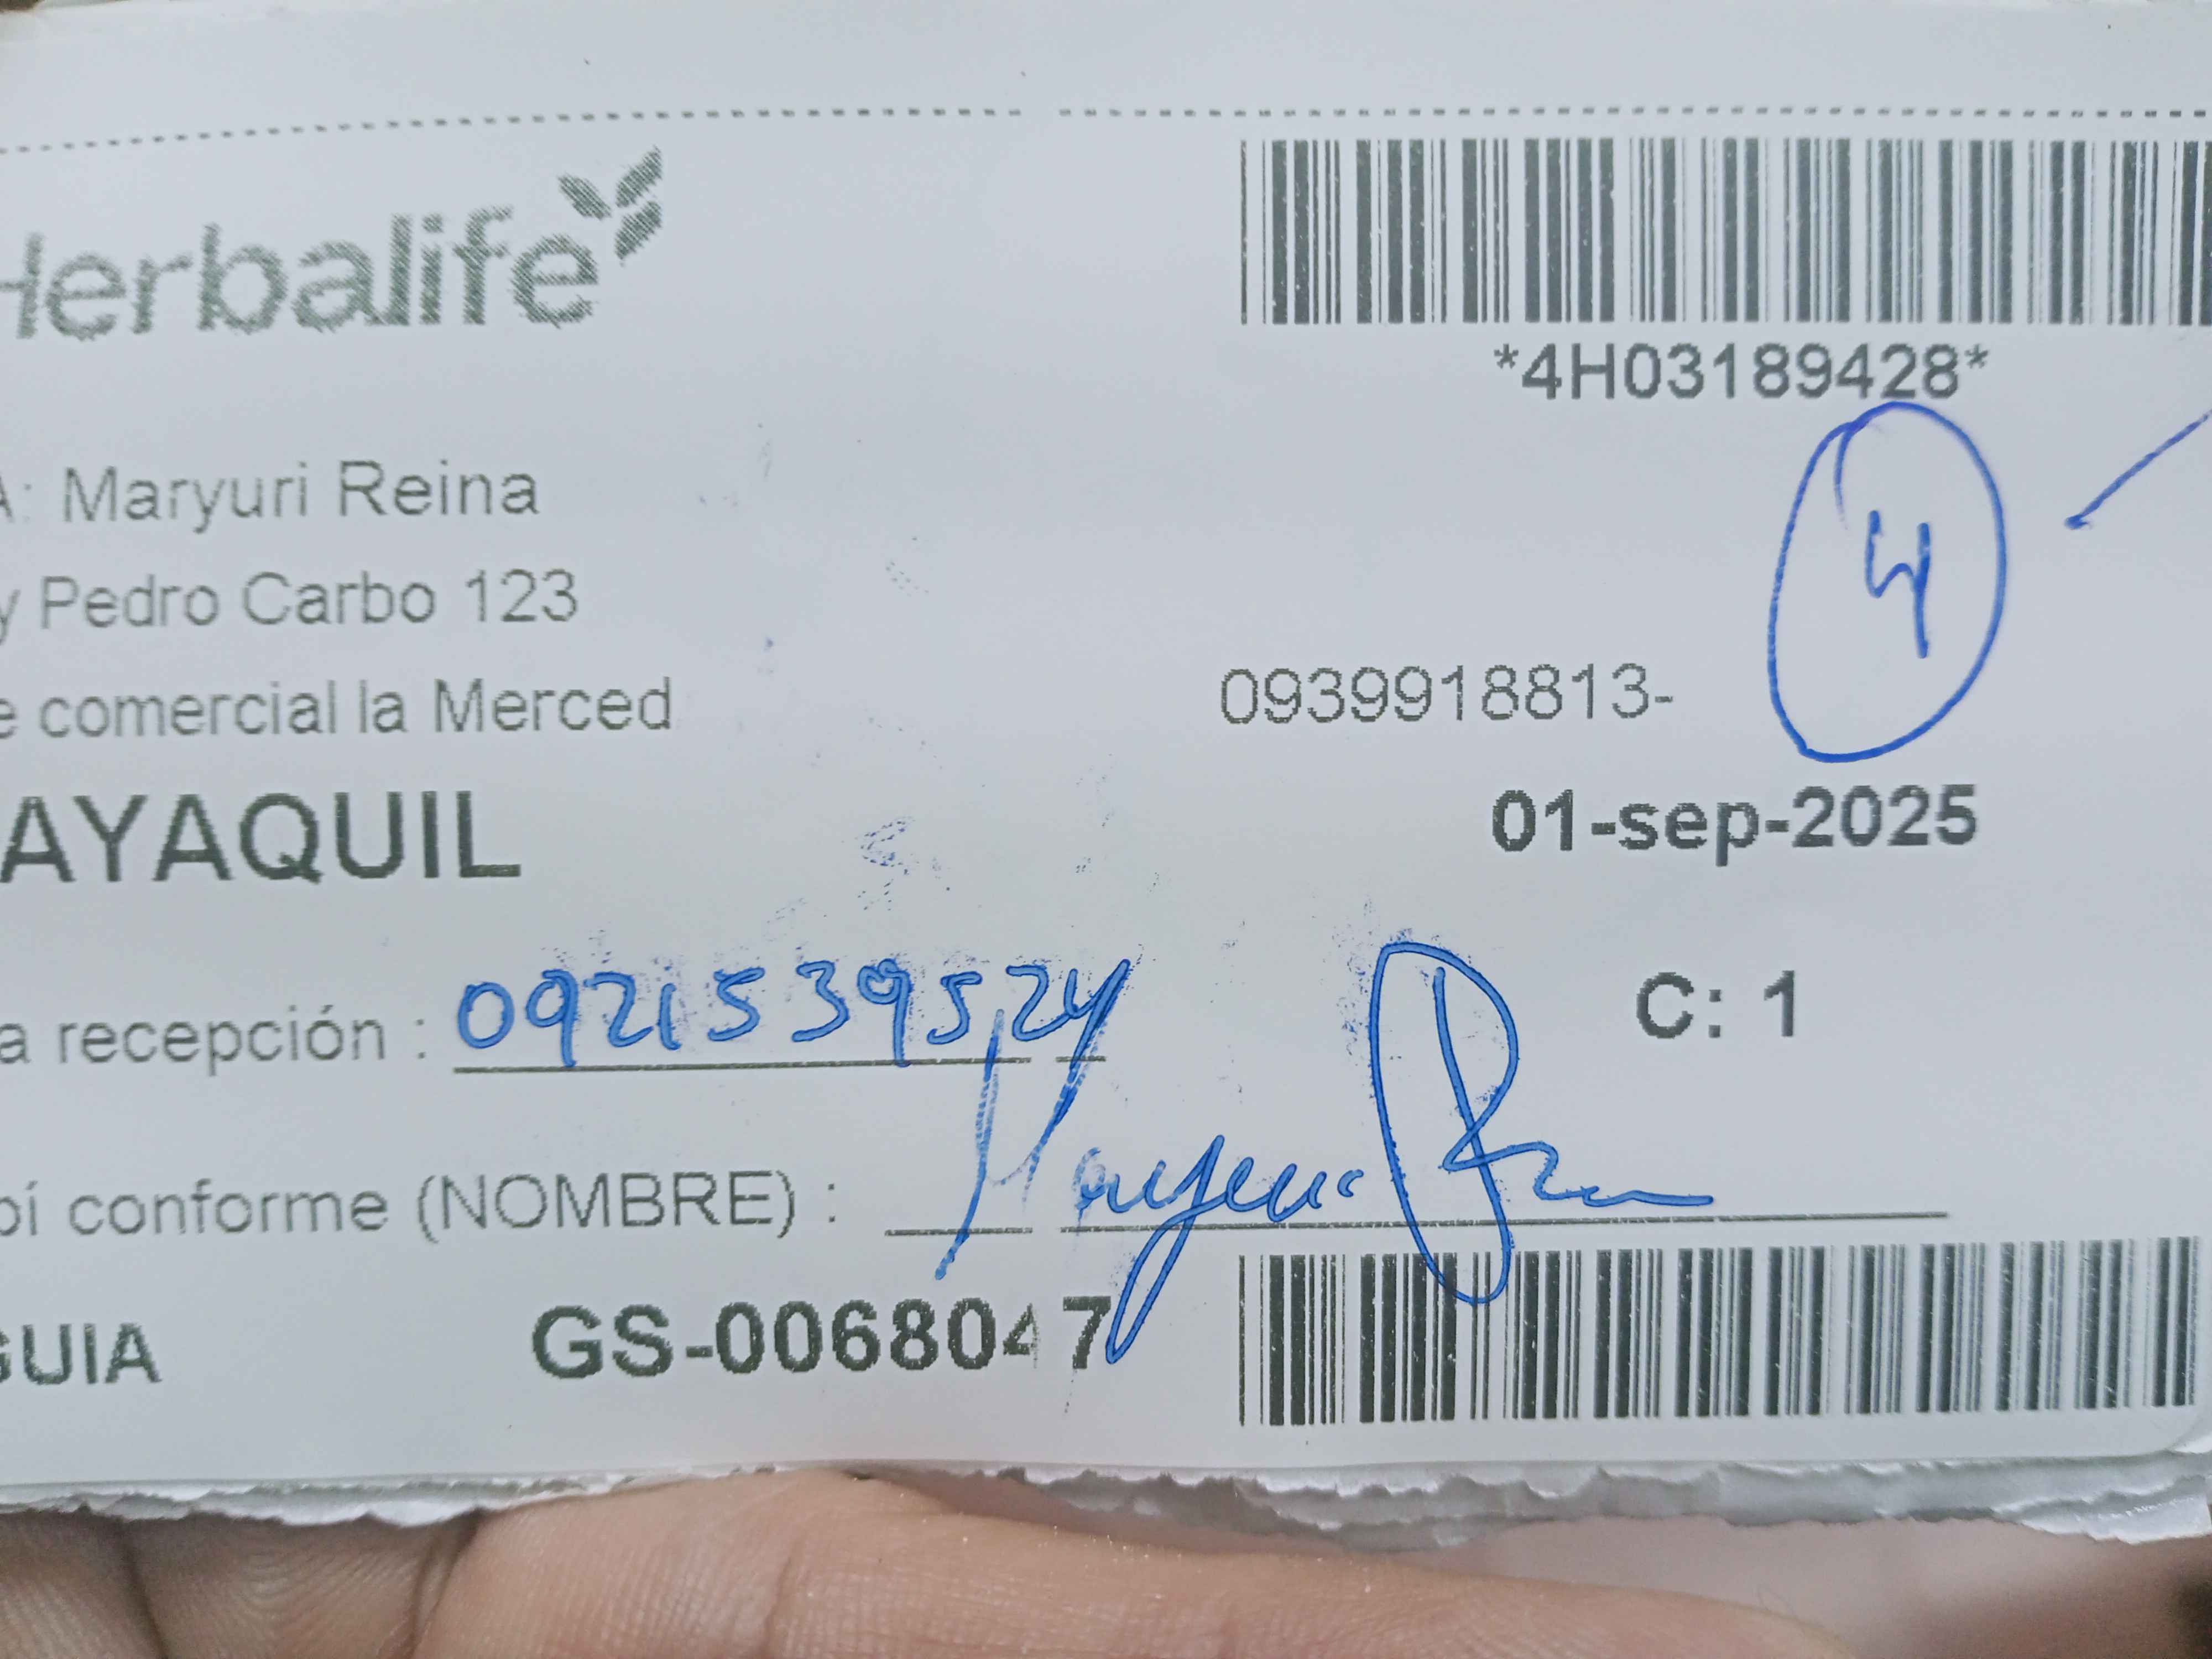 Herbalife
*4H03189428*
4
A: Maryuri Reina
y Pedro Carbo 123
e comercial la Merced
0939918813-
AYAQUIL
01-sep-2025
a recepción : 0921539524
C: 1
bí conforme (NOMBRE) :
GUIA GS-0068047